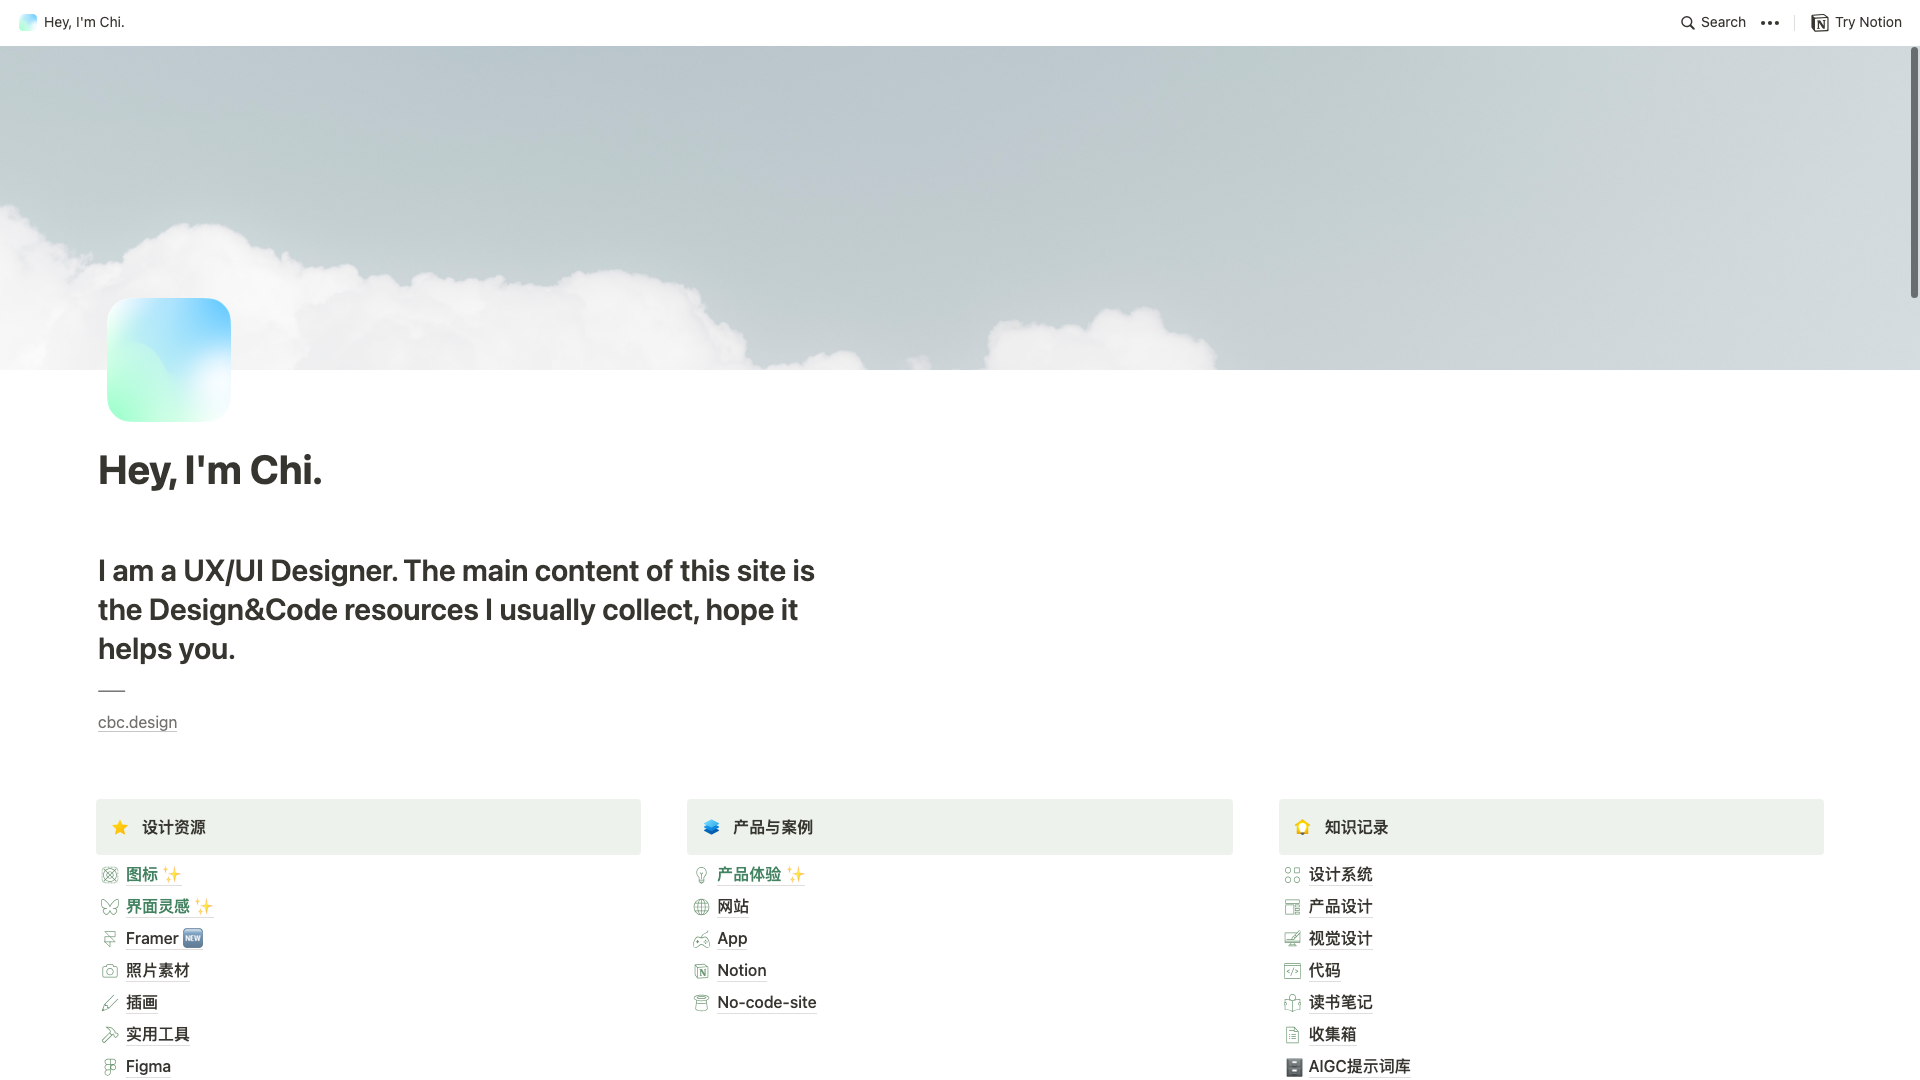 Hey, I'm Chi.
Search
Try Notion
Hey, I'm Chi.
I am a UX/UI Designer. The main content of this site is
the Design&Code resources I usually collect, hope it
helps you.
cbc.design
设计资源
图标 ✨
界面灵感 ✨
Framer 🆕
照片素材
插画
实用工具
Figma
产品与案例
产品体验 ✨
网站
App
Notion
No-code-site
知识记录
设计系统
产品设计
视觉设计
代码
读书笔记
收集箱
AIGC提示词库